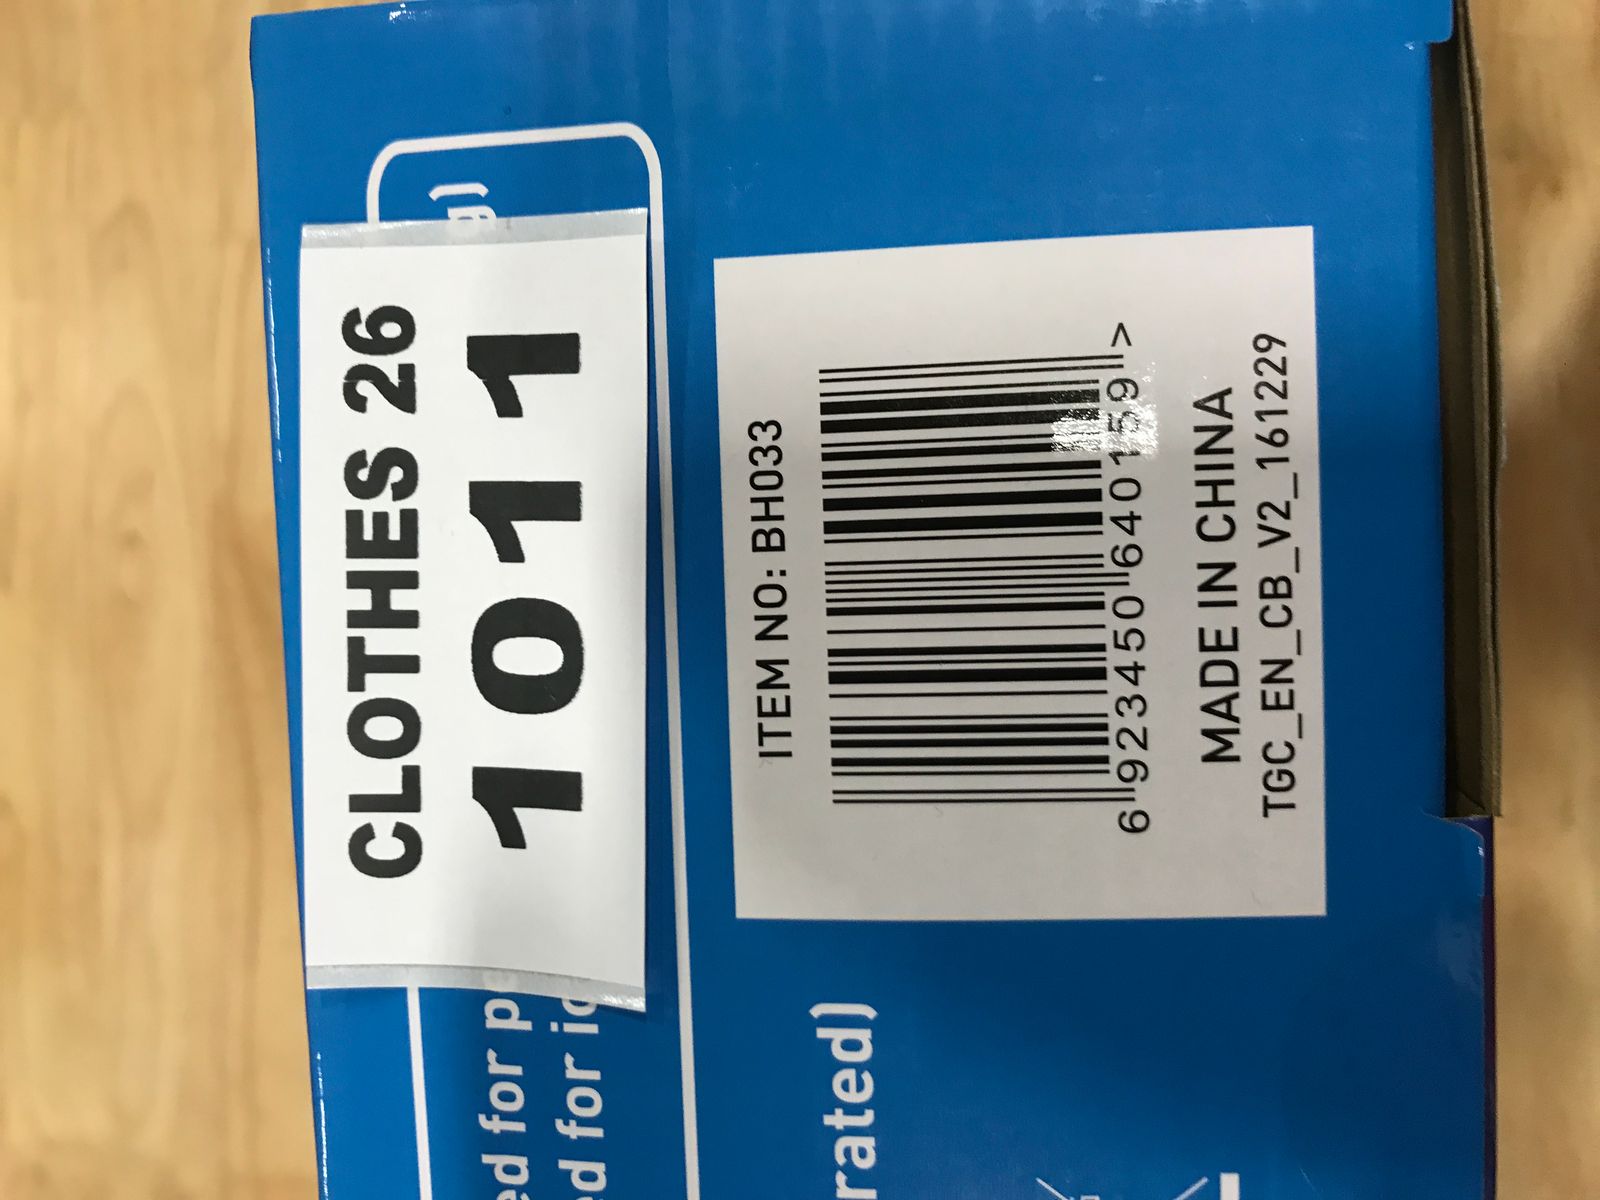 g)
CLOTHES 26
1011
ed for
ed for
ITEM NO: BH033
6 923450 640159 >
MADE IN CHINA
TGC_EN_CB_V2_161229
rated)